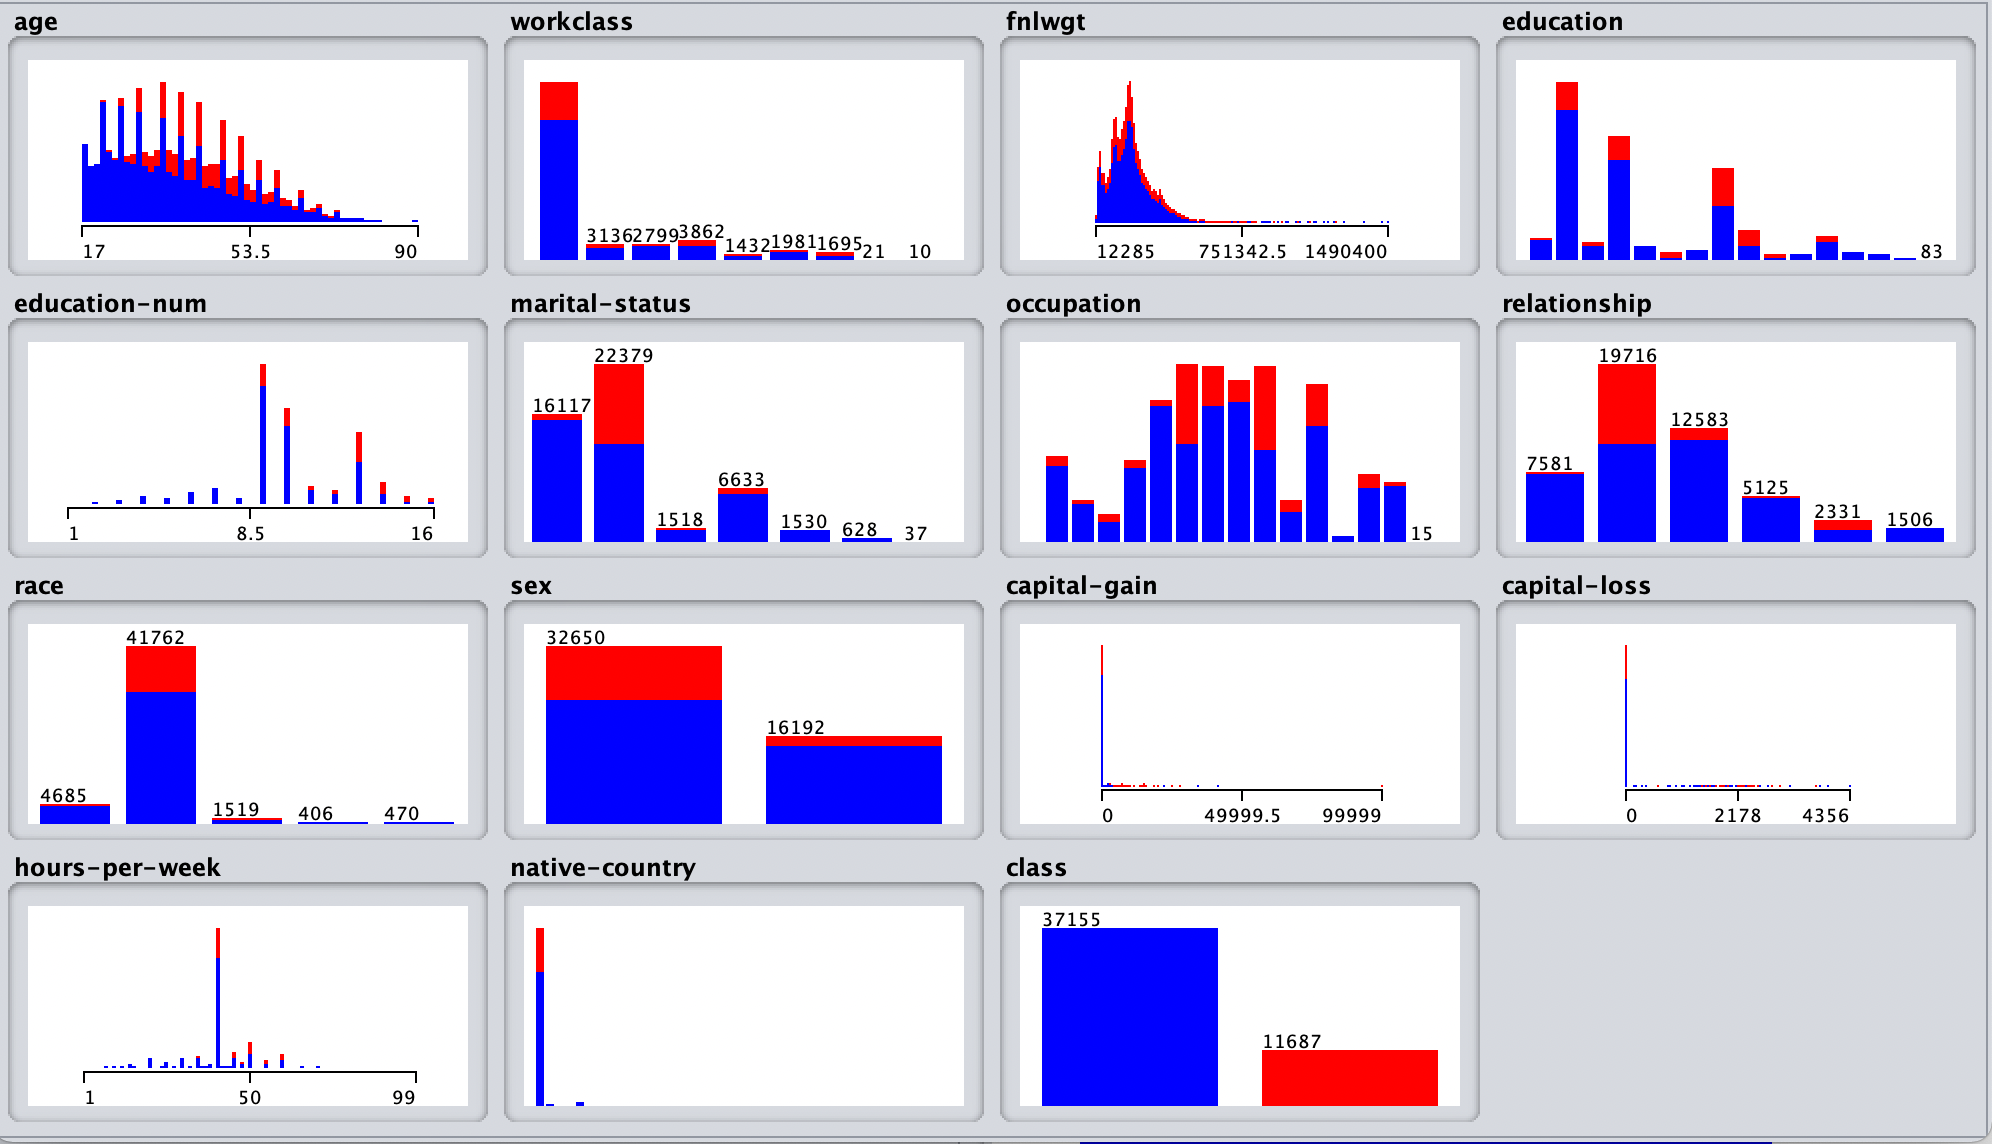 age workclass fnlwgt education
3136 2799 3862 1432 1981 1695 21 10
83
17 53.5 90
12285 751342.5 1490400
education-num marital-status occupation relationship
22379
19716
16117
12583
7581
6633
5125
1518
1530
628
37
15
2331
1506
1 8.5 16
race sex capital-gain capital-loss
41762
32650
16192
4685
1519
406
470
0 49999.5 99999
0 2178 4356
hours-per-week native-country class
37155
11687
1 50 99